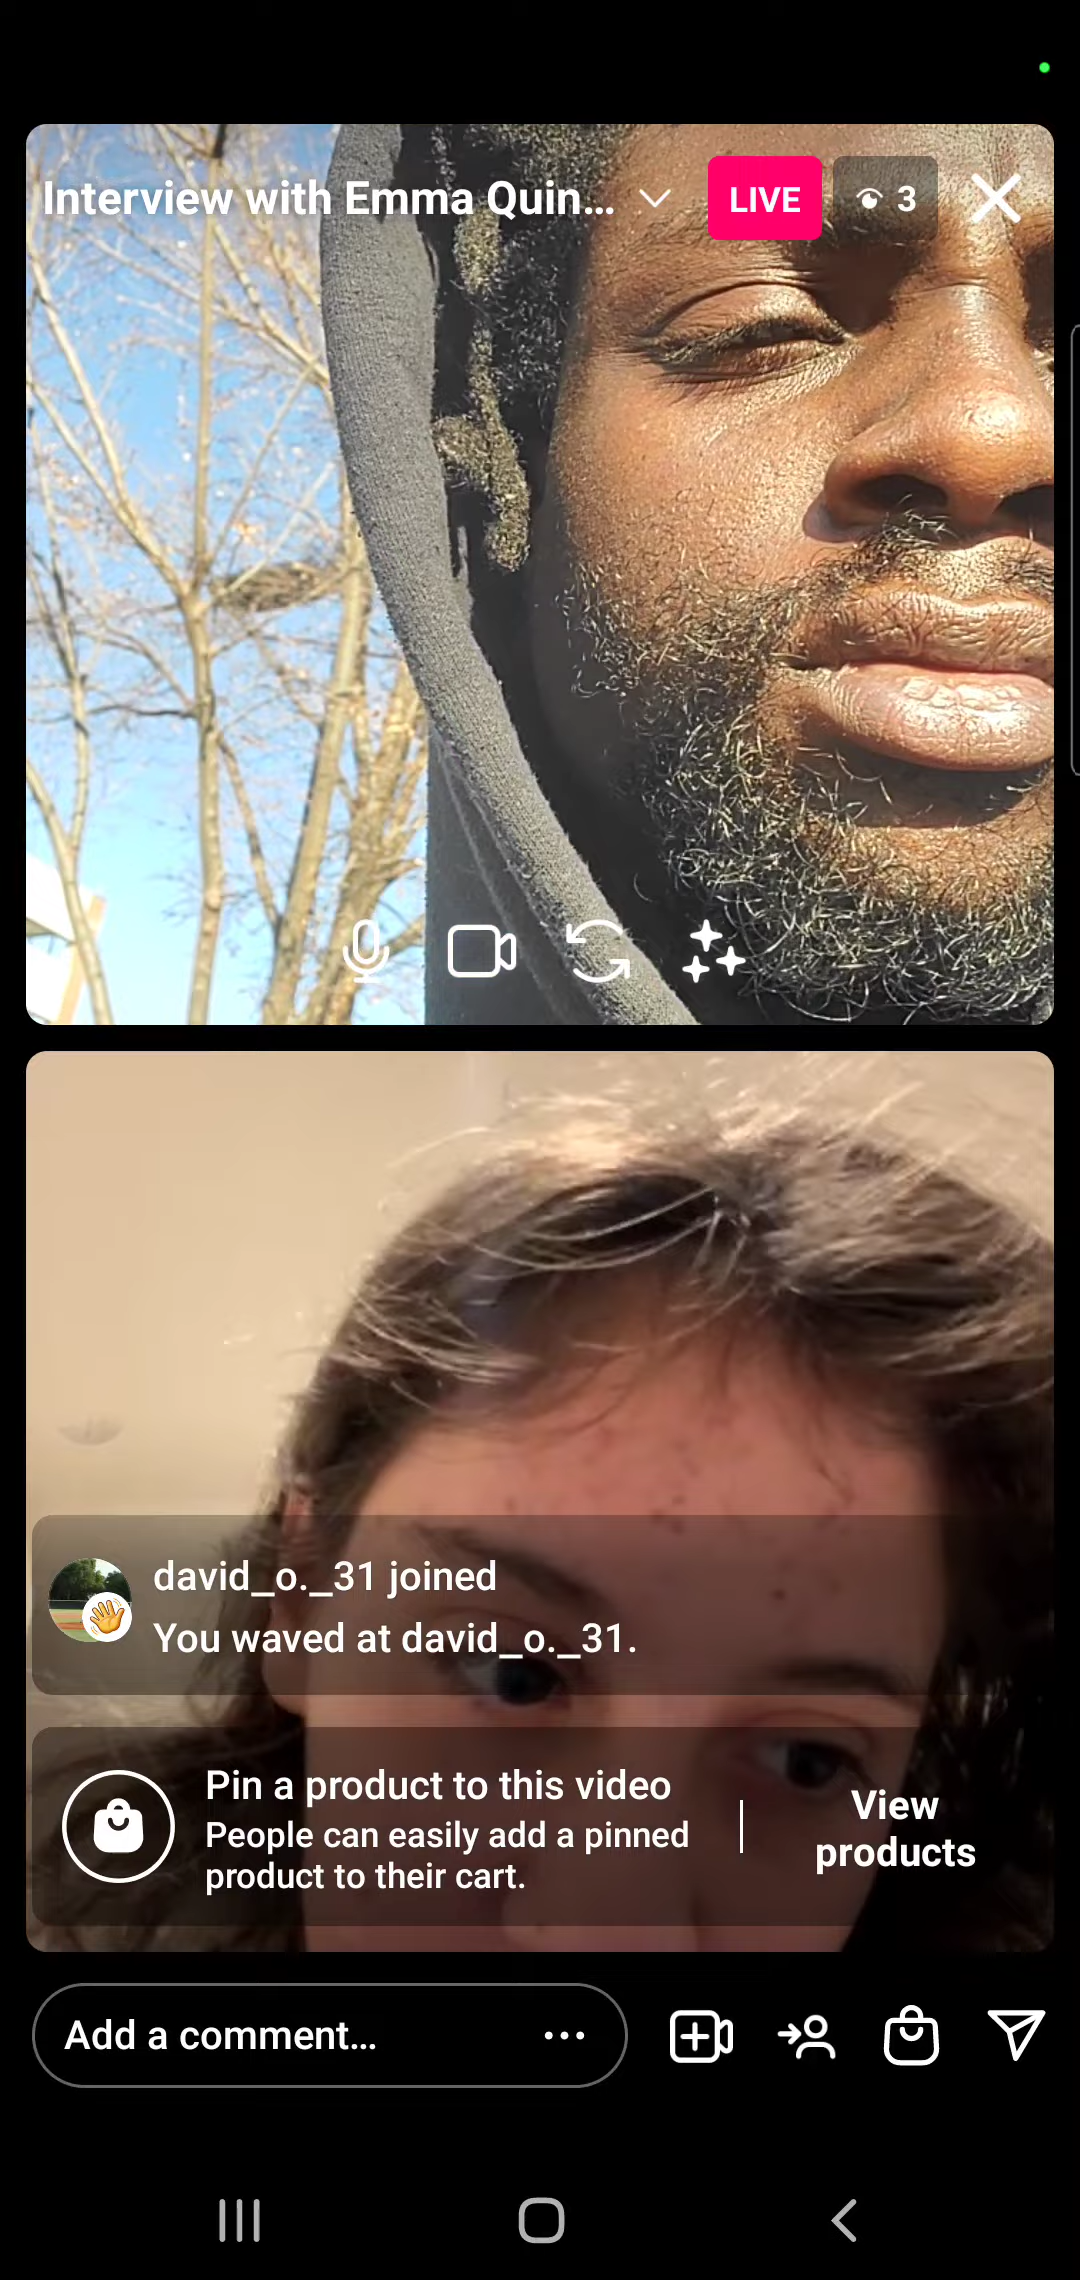 Interview with Emma Quin...
LIVE
3
david_o._31 joined
You waved at david_o._31.
Pin a product to this video
People can easily add a pinned
product to their cart.
View
products
Add a comment...